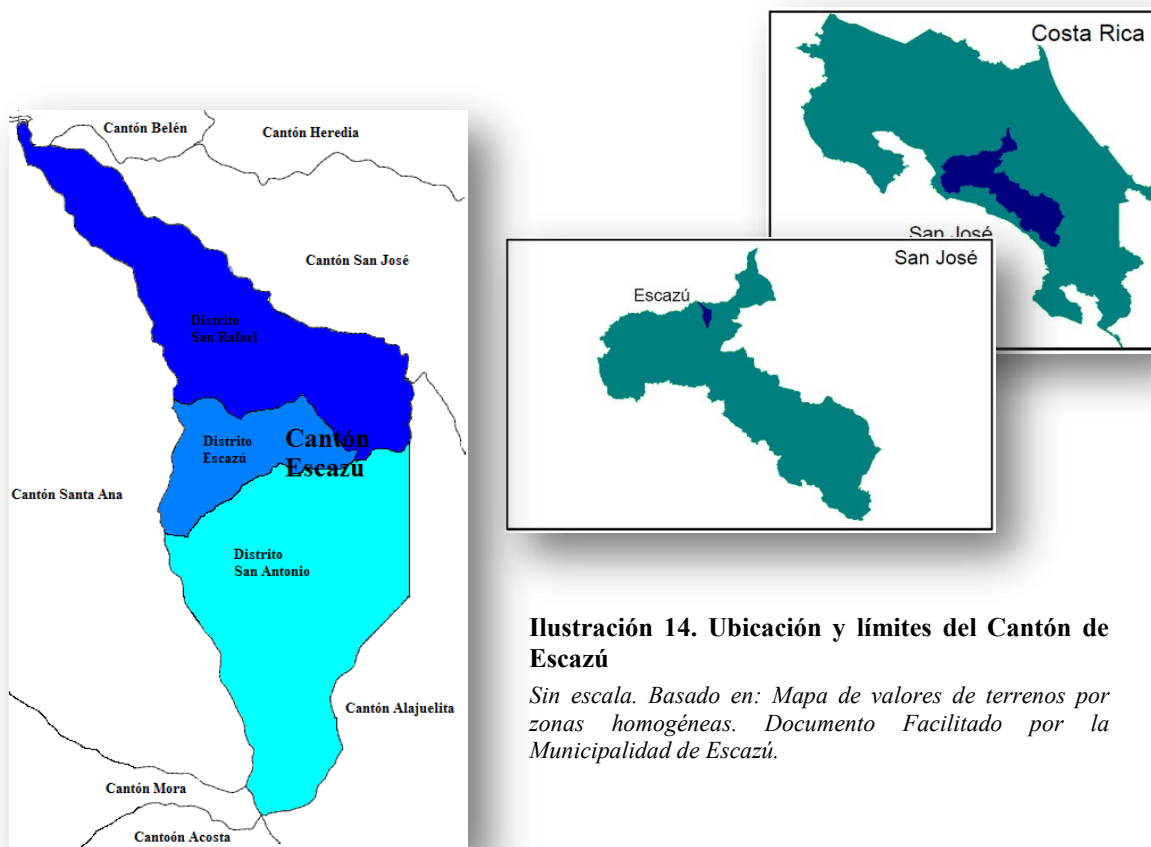 Costa Rica
San José
San José
Escazú
Cantón Belén
Cantón Heredia
Cantón San José
Distrito
San Rafael
Distrito
Escazú
Cantón
Escazú
Cantón Santa Ana
Distrito
San Antonio
Cantón Alajuelita
Cantón Mora
Cantoón Acosta
Ilustración 14. Ubicación y límites del Cantón de
Escazú
Sin escala. Basado en: Mapa de valores de terrenos por
zonas homogéneas. Documento Facilitado por la
Municipalidad de Escazú.